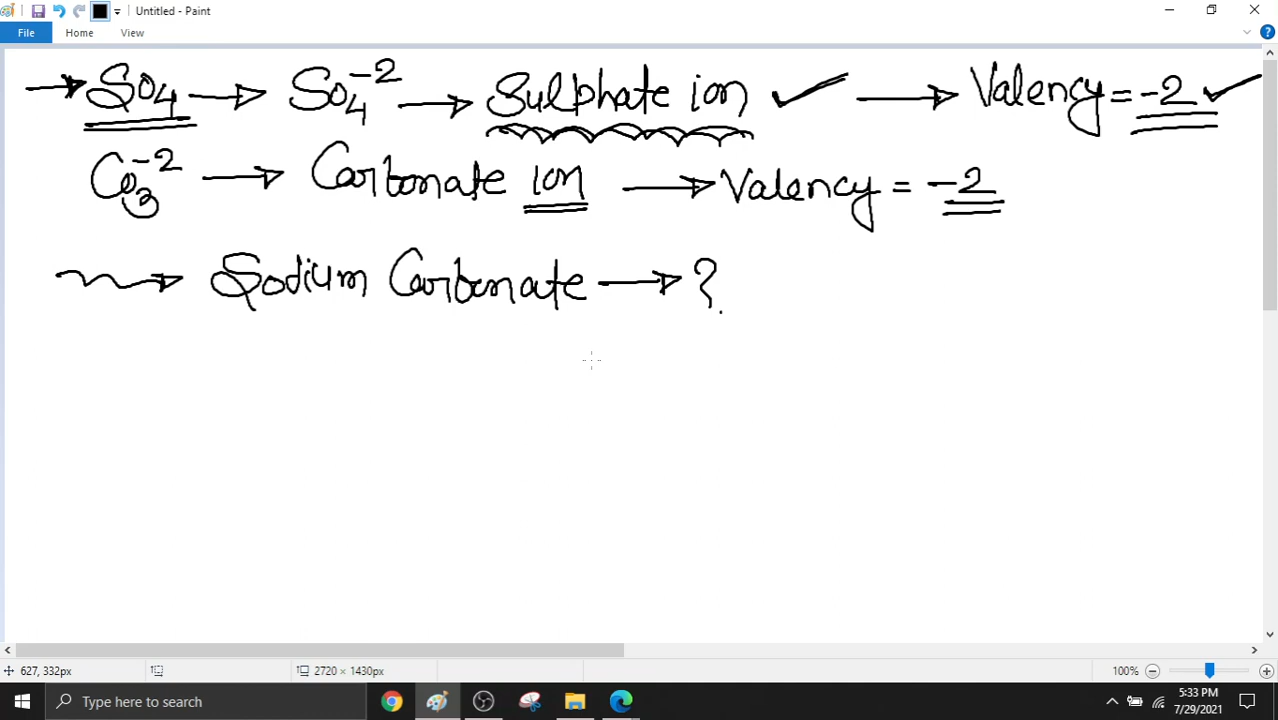 Untitled - Paint
File Home View
→ SO4 → SO4^-2 → Sulphate ion ✓ → Valency = -2 ✓
CO3^-2 → Carbonate ion → Valency = -2
→ Sodium Carbonate → ?
627, 332px 2720 × 1430px 100%
Type here to search 5:33 PM
7/29/2021